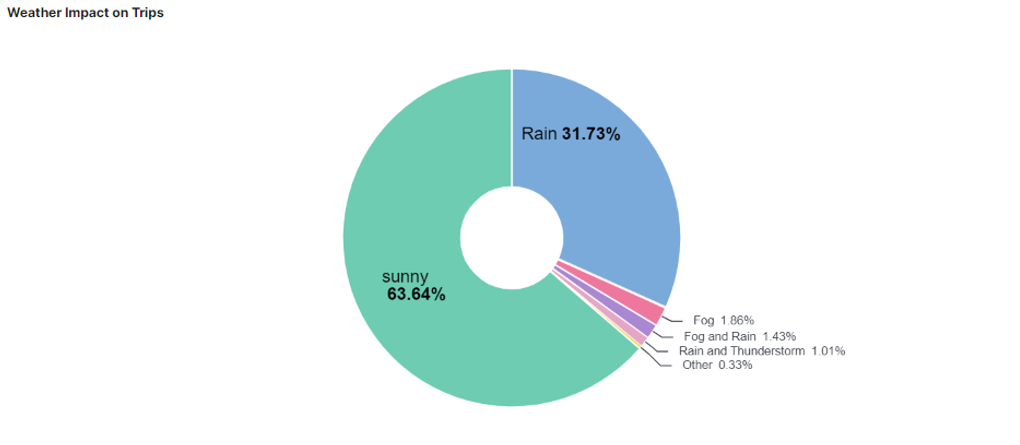 Weather Impact on Trips
Rain 31.73%
sunny
63.64%
Fog 1.86%
Fog and Rain 1.43%
Rain and Thunderstorm 1.01%
Other 0.33%